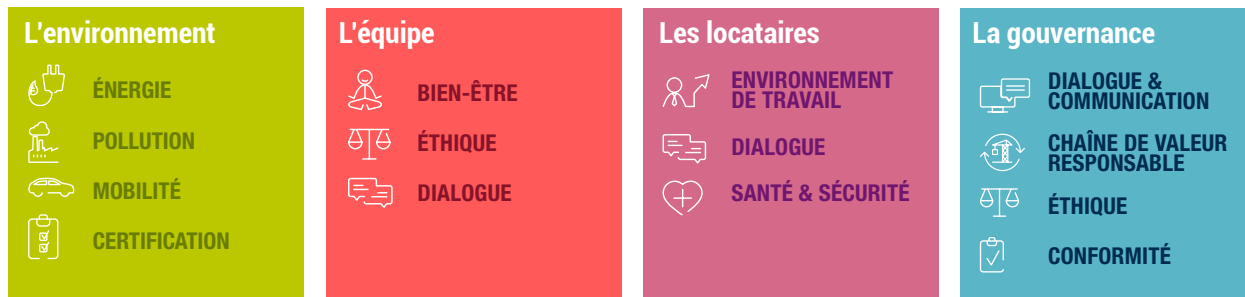 L'environnement
ÉNERGIE
POLLUTION
MOBILITÉ
CERTIFICATION
L'équipe
BIEN-ÊTRE
ÉTHIQUE
DIALOGUE
Les locataires
ENVIRONNEMENT
DE TRAVAIL
DIALOGUE
SANTÉ & SÉCURITÉ
La gouvernance
DIALOGUE &
COMMUNICATION
CHAÎNE DE VALEUR
RESPONSABLE
ÉTHIQUE
CONFORMITÉ